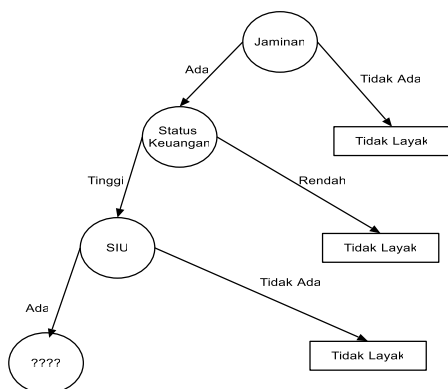 Jaminan
Ada
Tidak Ada
Status
Keuangan
Tidak Layak
Tinggi
Rendah
SIU
Tidak Layak
Tidak Ada
Ada
????
Tidak Layak